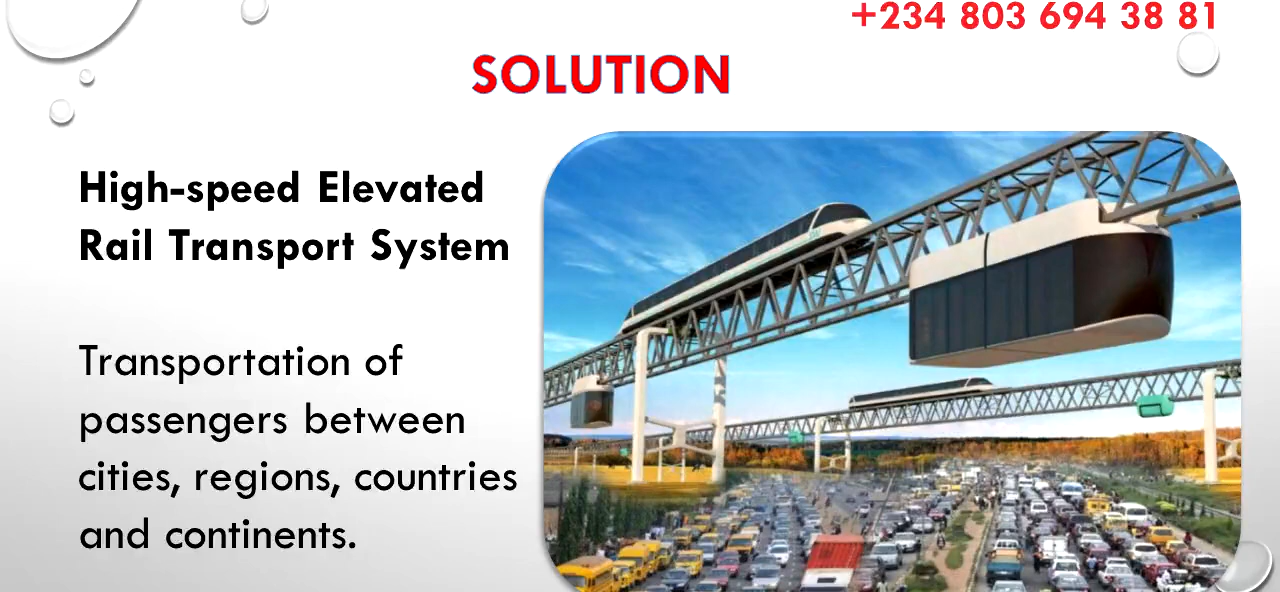 +234 803 694 38 81
SOLUTION
High-speed Elevated
Rail Transport System
Transportation of
passengers between
cities, regions, countries
and continents.